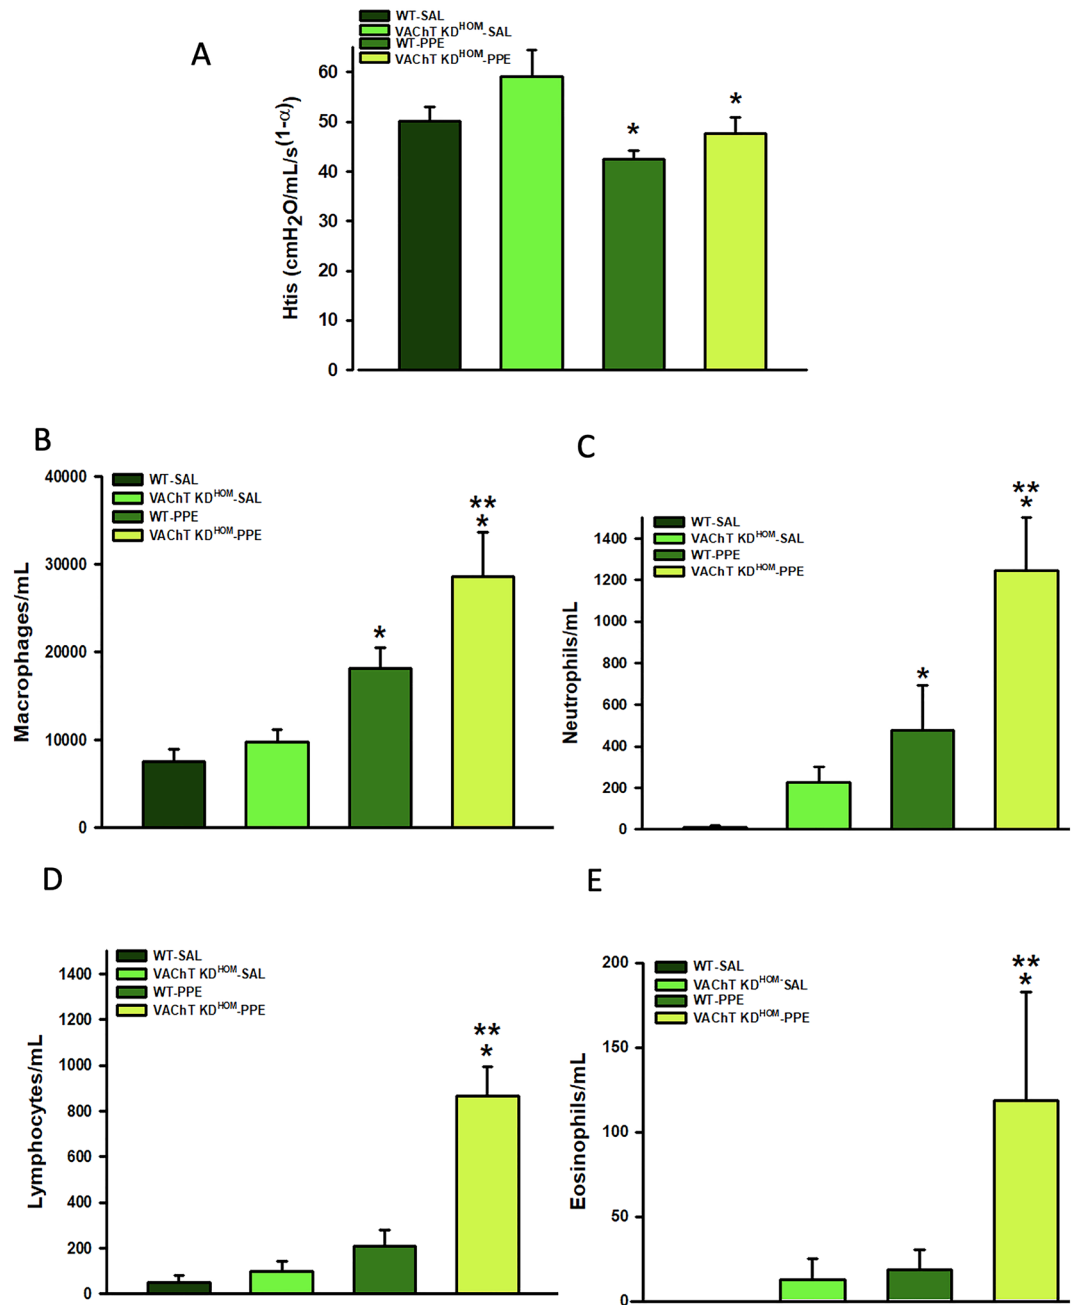 A
WT-SAL
VAChT KDHOM-SAL
WT-PPE
VAChT KDHOM-PPE
Htis (cmH2O/mL/s(1-α))
60
50
40
30
20
10
0
*
*
B
WT-SAL
VAChT KDHOM-SAL
WT-PPE
VAChT KDHOM-PPE
Macrophages/mL
40000
30000
20000
10000
0
*
**
*
C
WT-SAL
VAChT KDHOM-SAL
WT-PPE
VAChT KDHOM-PPE
Neutrophils/mL
1400
1200
1000
800
600
400
200
0
*
**
*
D
WT-SAL
VAChT KDHOM-SAL
WT-PPE
VAChT KDHOM-PPE
Lymphocytes/mL
1400
1200
1000
800
600
400
200
0
**
*
E
WT-SAL
VAChT KDHOM-SAL
WT-PPE
VAChT KDHOM-PPE
Eosinophils/mL
200
150
100
50
0
**
*